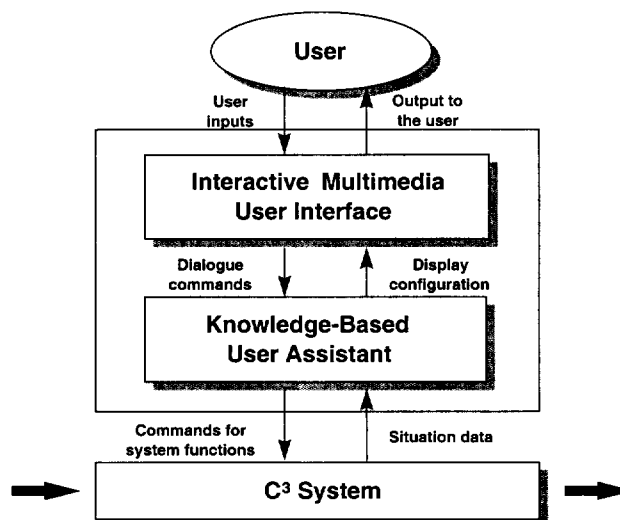 User
User
inputs
Output to
the user
Interactive Multimedia
User Interface
Dialogue
commands
Display
configuration
Knowledge-Based
User Assistant
Commands for
system functions
Situation data
C³ System